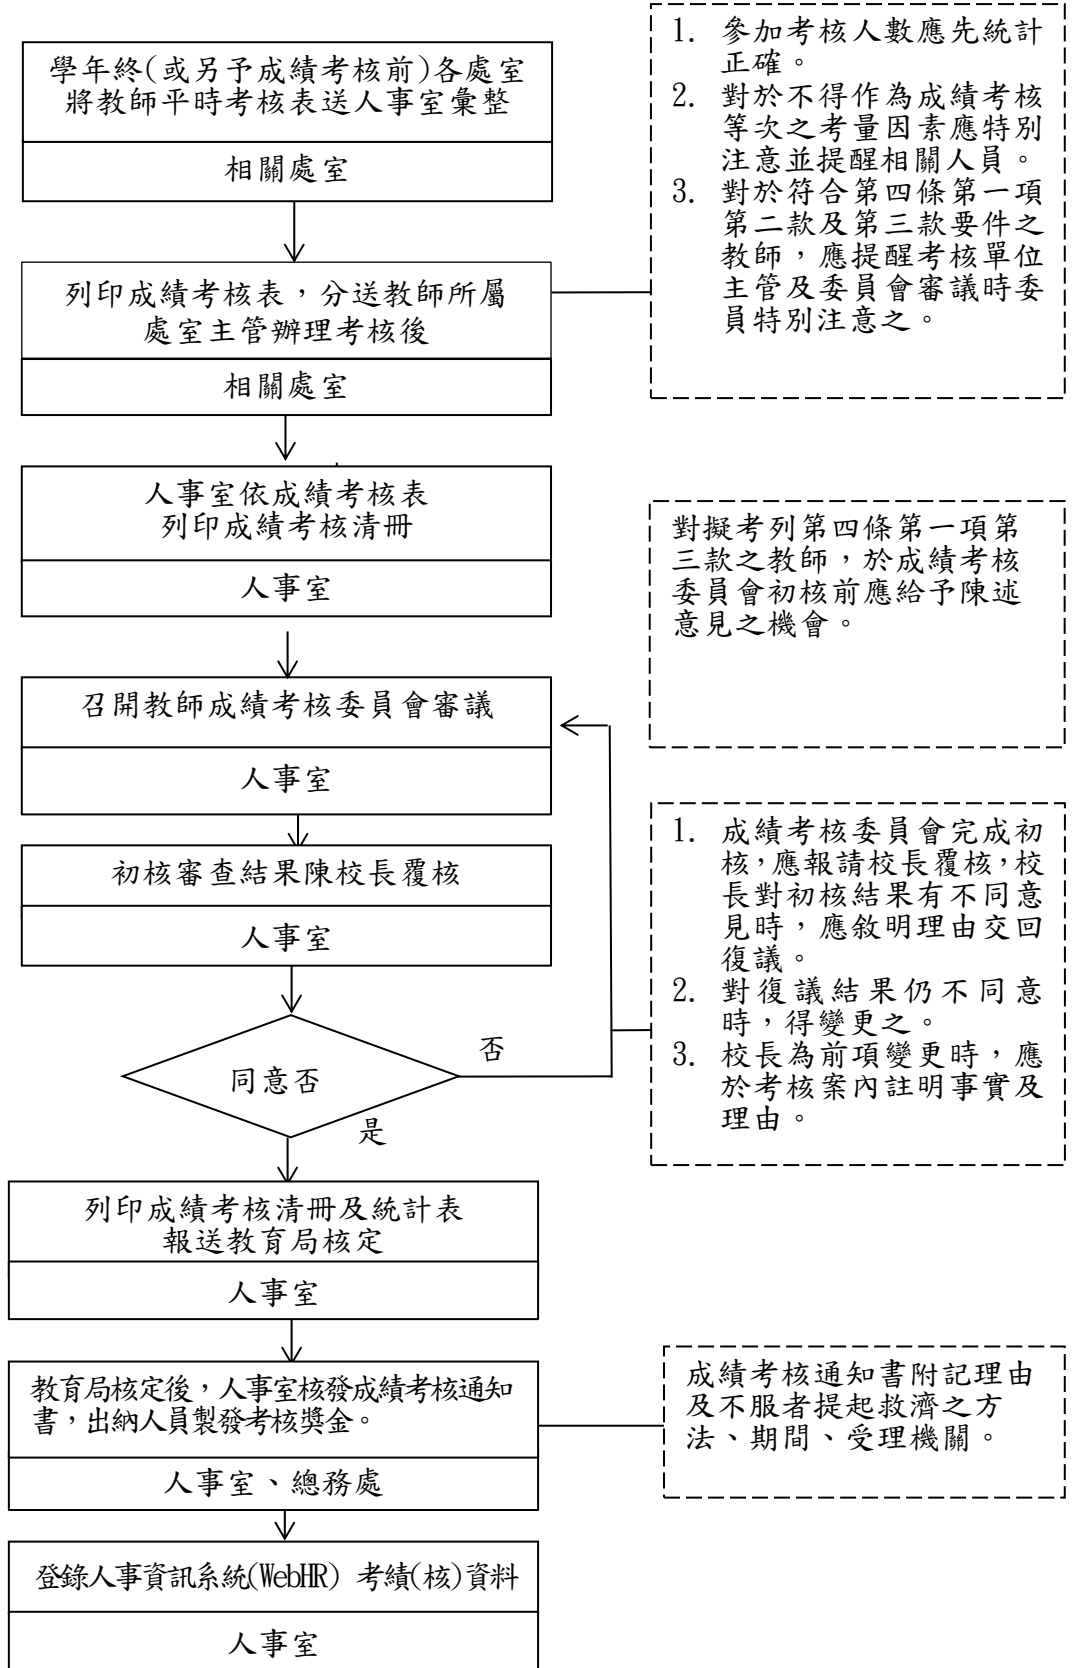 學年終(或另予成績考核前)各處室
將教師平時考核表送人事室彙整
相關處室
列印成績考核表，分送教師所屬
處室主管辦理考核後
相關處室
1. 參加考核人數應先統計
正確。
2. 對於不得作為成績考核
等次之考量因素應特別
注意並提醒相關人員。
3. 對於符合第四條第一項
第二款及第三款要件之
教師，應提醒考核單位
主管及委員會審議時委
員特別注意之。
人事室依成績考核表
列印成績考核清冊
人事室
對擬考列第四條第一項第
三款之教師，於成績考核
委員會初核前應給予陳述
意見之機會。
召開教師成績考核委員會審議
人事室
初核審查結果陳校長覆核
人事室
1. 成績考核委員會完成初
核，應報請校長覆核，校
長對初核結果有不同意
見時，應敘明理由交回
復議。
2. 對復議結果仍不同意
時，得變更之。
3. 校長為前項變更時，應
於考核案內註明事實及
理由。
同意否
否
是
列印成績考核清冊及統計表
報送教育局核定
人事室
教育局核定後，人事室核發成績考核通知
書，出納人員製發考核獎金。
人事室、總務處
成績考核通知書附記理由
及不服者提起救濟之方
法、期間、受理機關。
登錄人事資訊系統(WebHR) 考績(核)資料
人事室